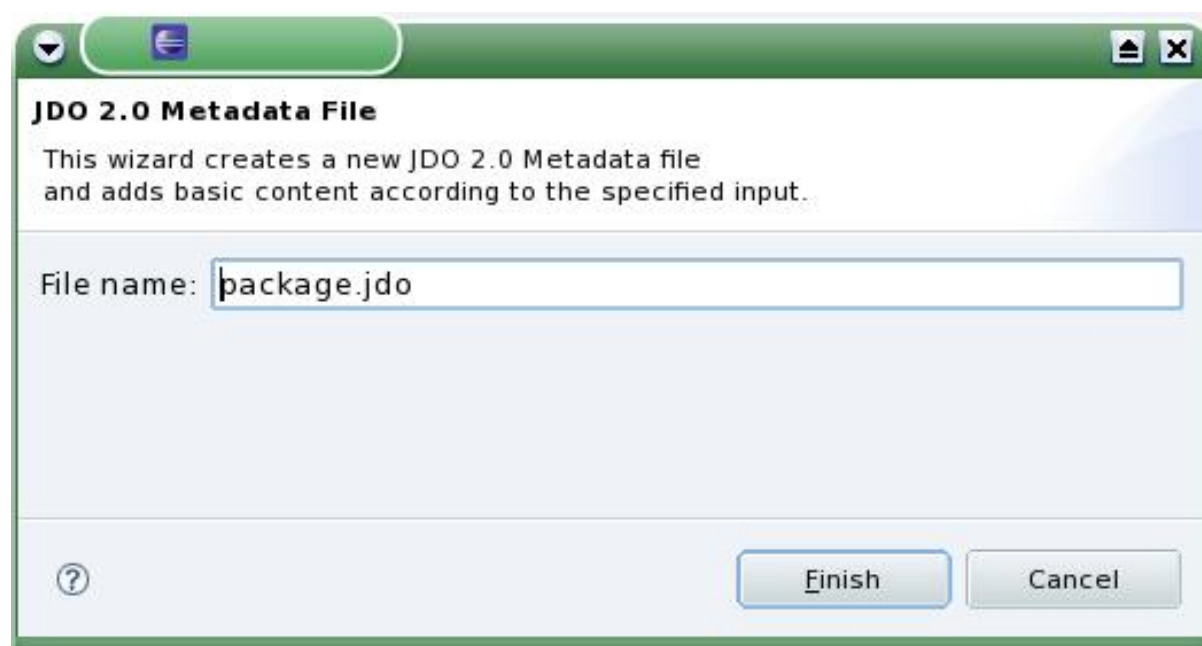 JDO 2.0 Metadata File
This wizard creates a new JDO 2.0 Metadata file
and adds basic content according to the specified input.
File name: package.jdo
Finish Cancel